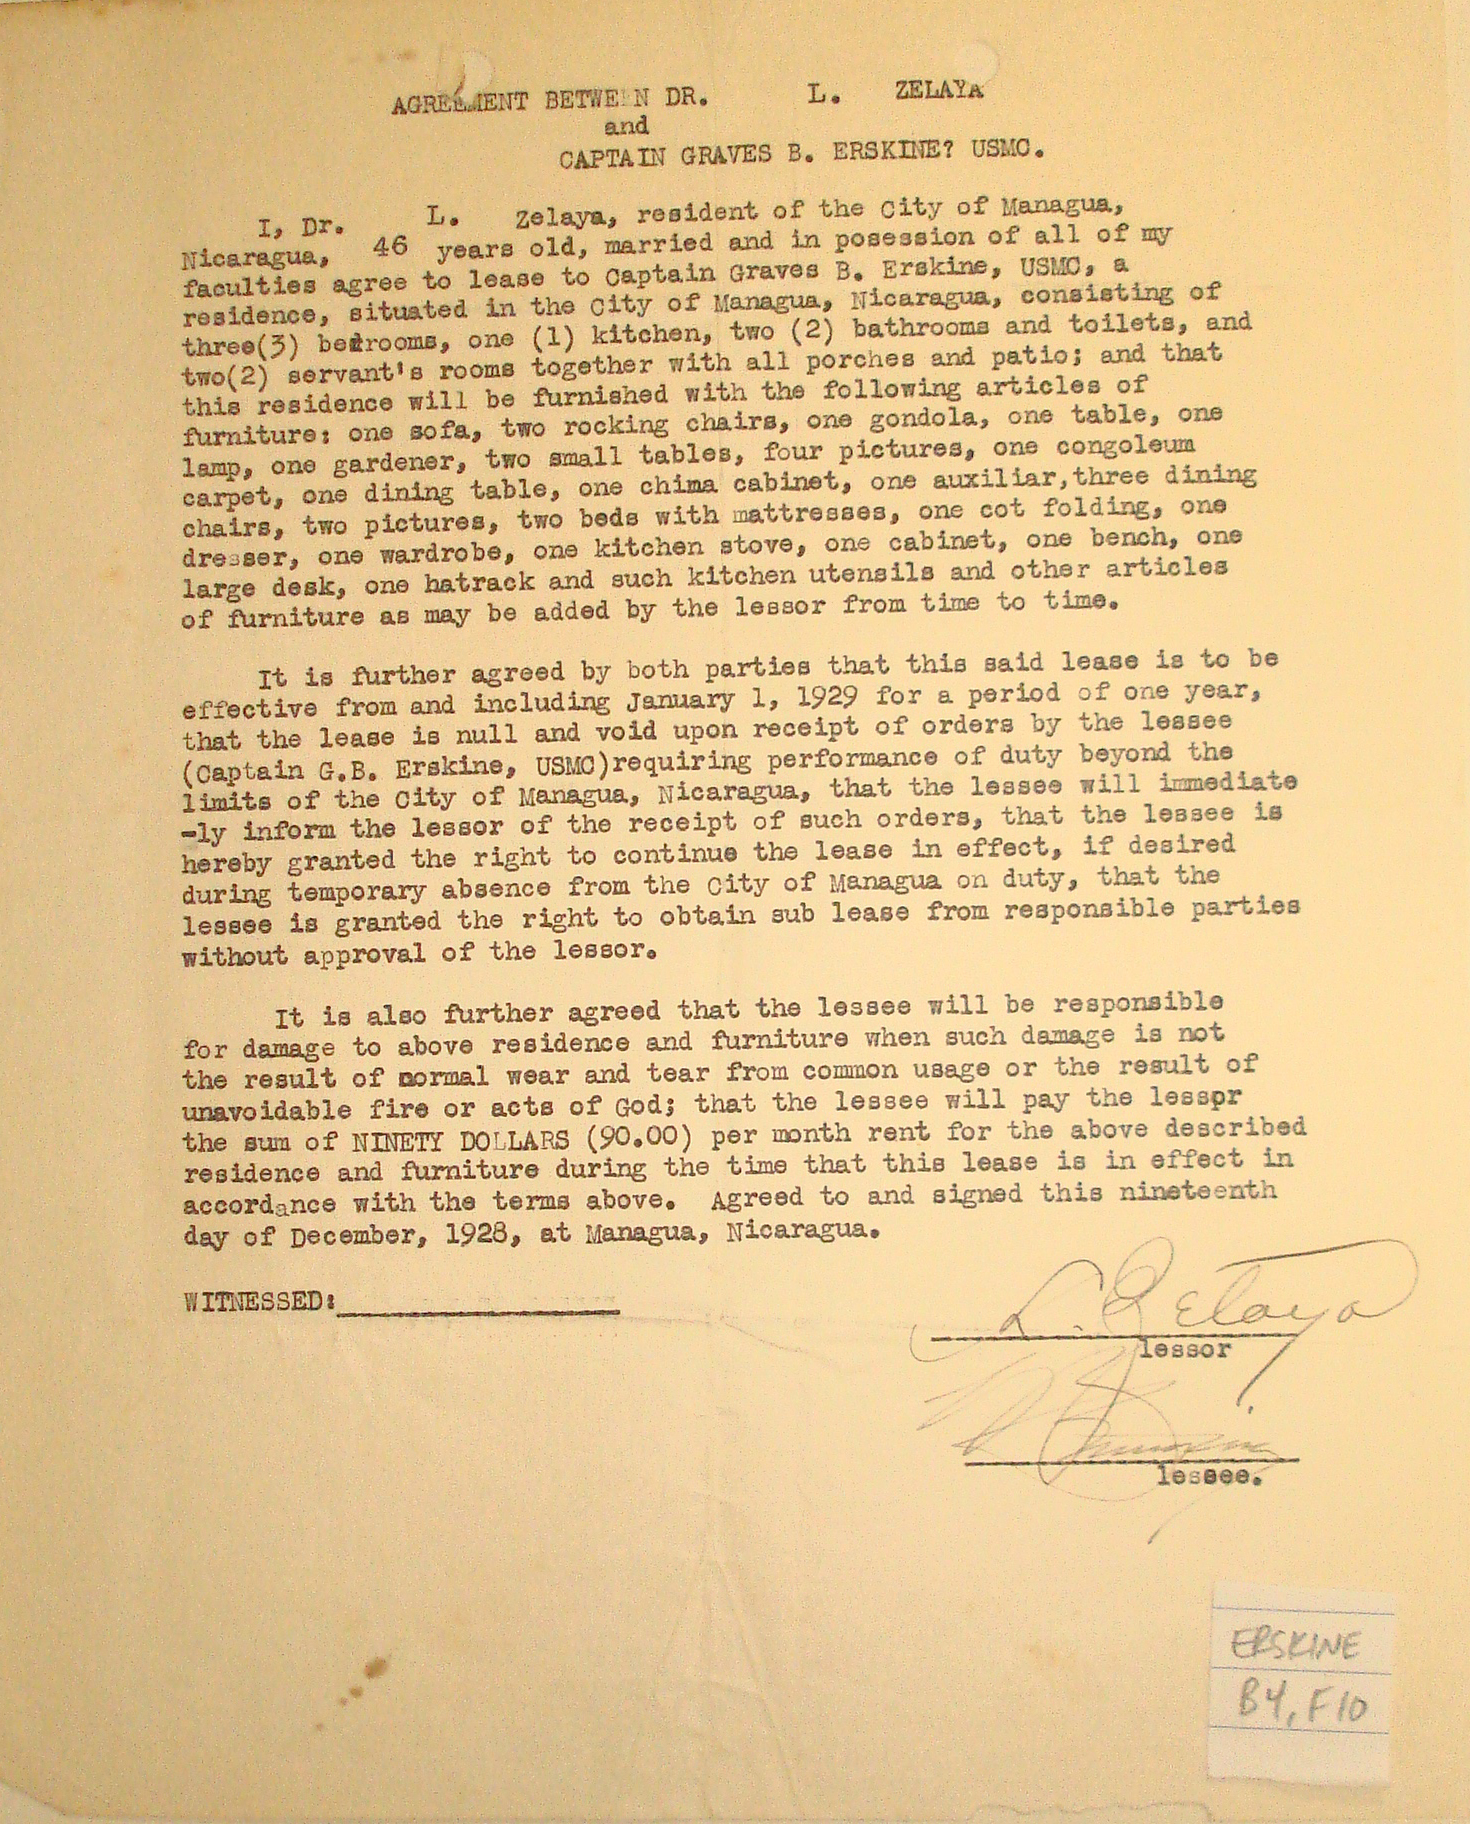 AGREEMENT BETWEEN DR. L. ZELAYA
and
CAPTAIN GRAVES B. ERSKINE? USMC.
I, Dr. L. Zelaya, resident of the City of Managua,
Nicaragua, 46 years old, married and in posession of all of my
faculties agree to lease to Captain Graves B. Erskine, USMC, a
residence, situated in the City of Managua, Nicaragua, consisting of
three(3) bedrooms, one (1) kitchen, two (2) bathrooms and toilets, and
two(2) servant's rooms together with all porches and patio; and that
this residence will be furnished with the following articles of
furniture: one sofa, two rocking chairs, one gondola, one table, one
lamp, one gardener, two small tables, four pictures, one congoleum
carpet, one dining table, one china cabinet, one auxiliar,three dining
chairs, two pictures, two beds with mattresses, one cot folding, one
dresser, one wardrobe, one kitchen stove, one cabinet, one bench, one
large desk, one hatrack and such kitchen utensils and other articles
of furniture as may be added by the lessor from time to time.
It is further agreed by both parties that this said lease is to be
effective from and including January 1, 1929 for a period of one year,
that the lease is null and void upon receipt of orders by the lessee
(Captain G.B. Erskine, USMC)requiring performance of duty beyond the
limits of the City of Managua, Nicaragua, that the lessee will immediate
-ly inform the lessor of the receipt of such orders, that the lessee is
hereby granted the right to continue the lease in effect, if desired
during temporary absence from the City of Managua on duty, that the
lessee is granted the right to obtain sub lease from responsible parties
without approval of the lessor.
It is also further agreed that the lessee will be responsible
for damage to above residence and furniture when such damage is not
the result of normal wear and tear from common usage or the result of
unavoidable fire or acts of God; that the lessee will pay the lessor
the sum of NINETY DOLLARS (90.00) per month rent for the above described
residence and furniture during the time that this lease is in effect in
accordance with the terms above. Agreed to and signed this nineteenth
day of December, 1928, at Managua, Nicaragua.
WITNESSED:
L. Zelaya
lessor
lessee.
ERSKINE
B4, F10